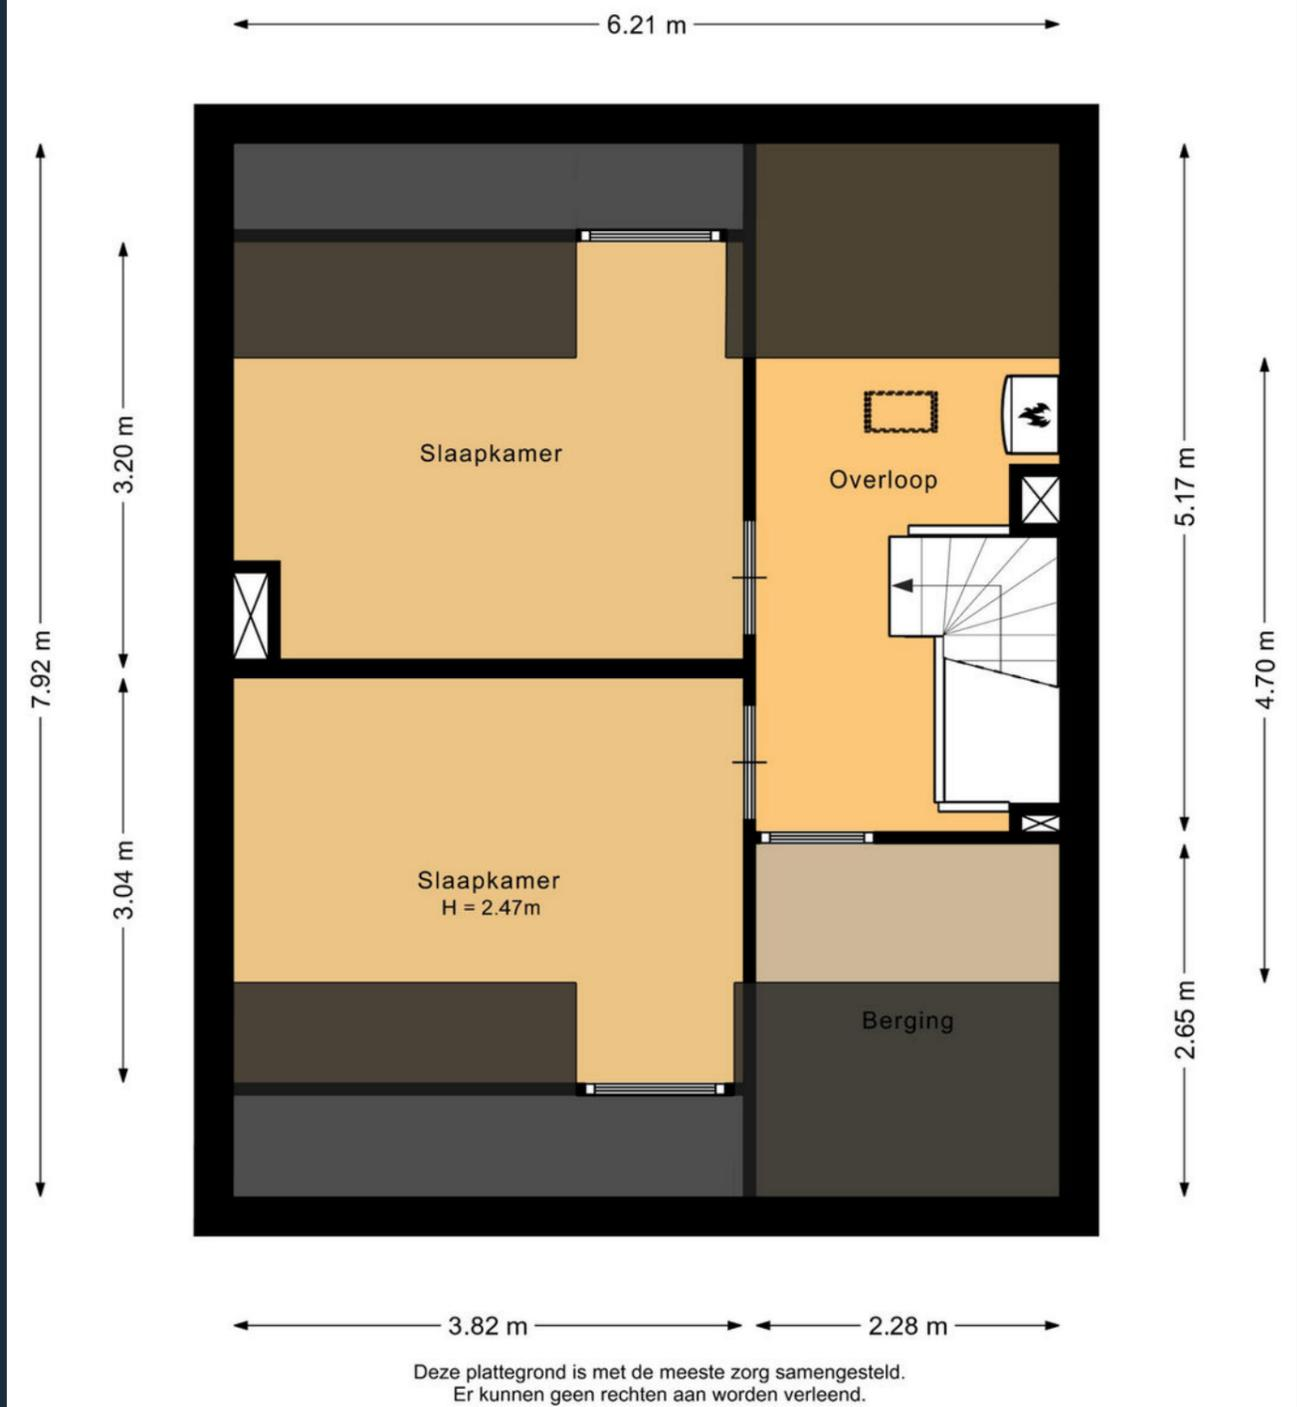 6.21 m
7.92 m
3.20 m
3.04 m
5.17 m
4.70 m
2.65 m
Slaapkamer
Overloop
Slaapkamer
H = 2.47m
Berging
3.82 m
2.28 m
Deze plattegrond is met de meeste zorg samengesteld.
Er kunnen geen rechten aan worden verleend.